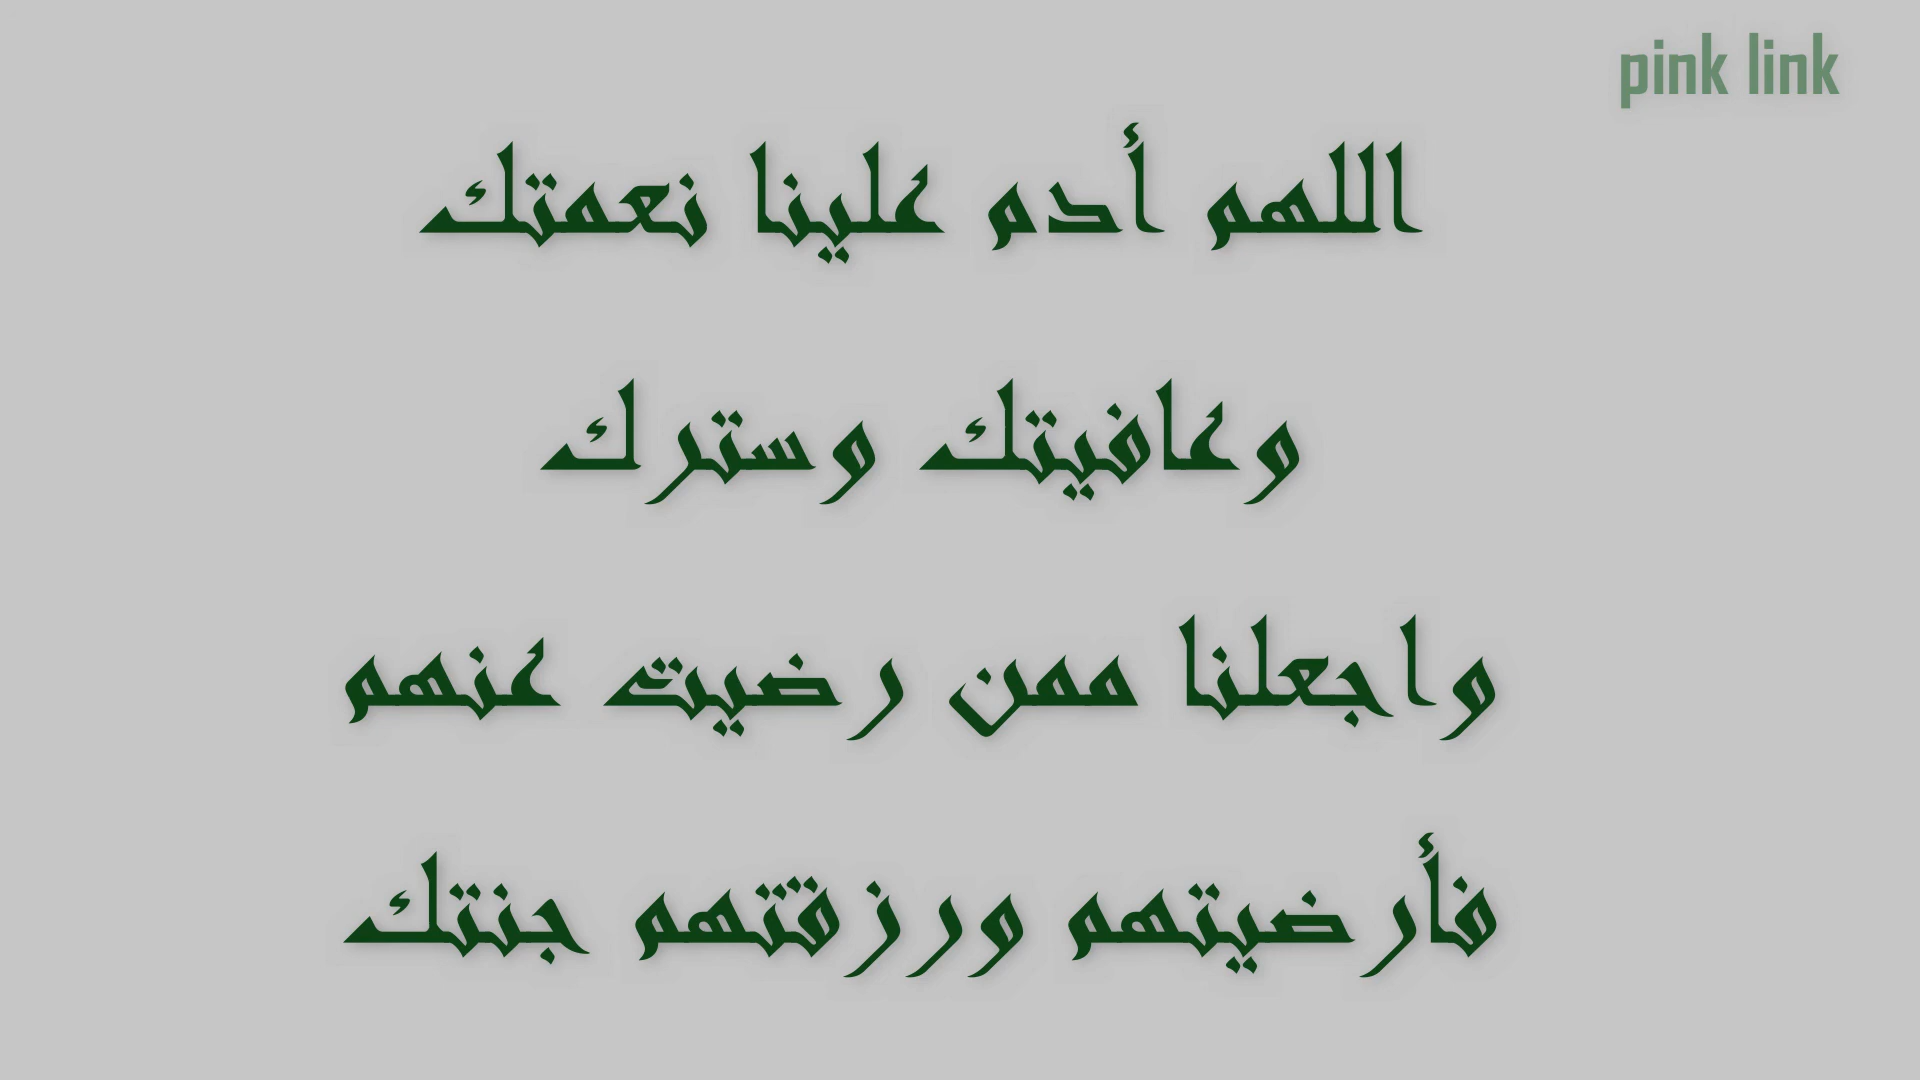 pink link
اللهم أدم علينا نعمتك
وعافيتك وسترك
واجعلنا ممن رضيت عنهم
فأرضيتهم ورزقتهم جنتك